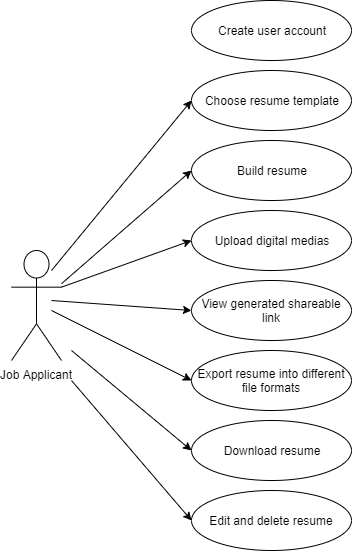 Create user account
Choose resume template
Build resume
Upload digital medias
View generated shareable
link
Job Applicant
Export resume into different
file formats
Download resume
Edit and delete resume